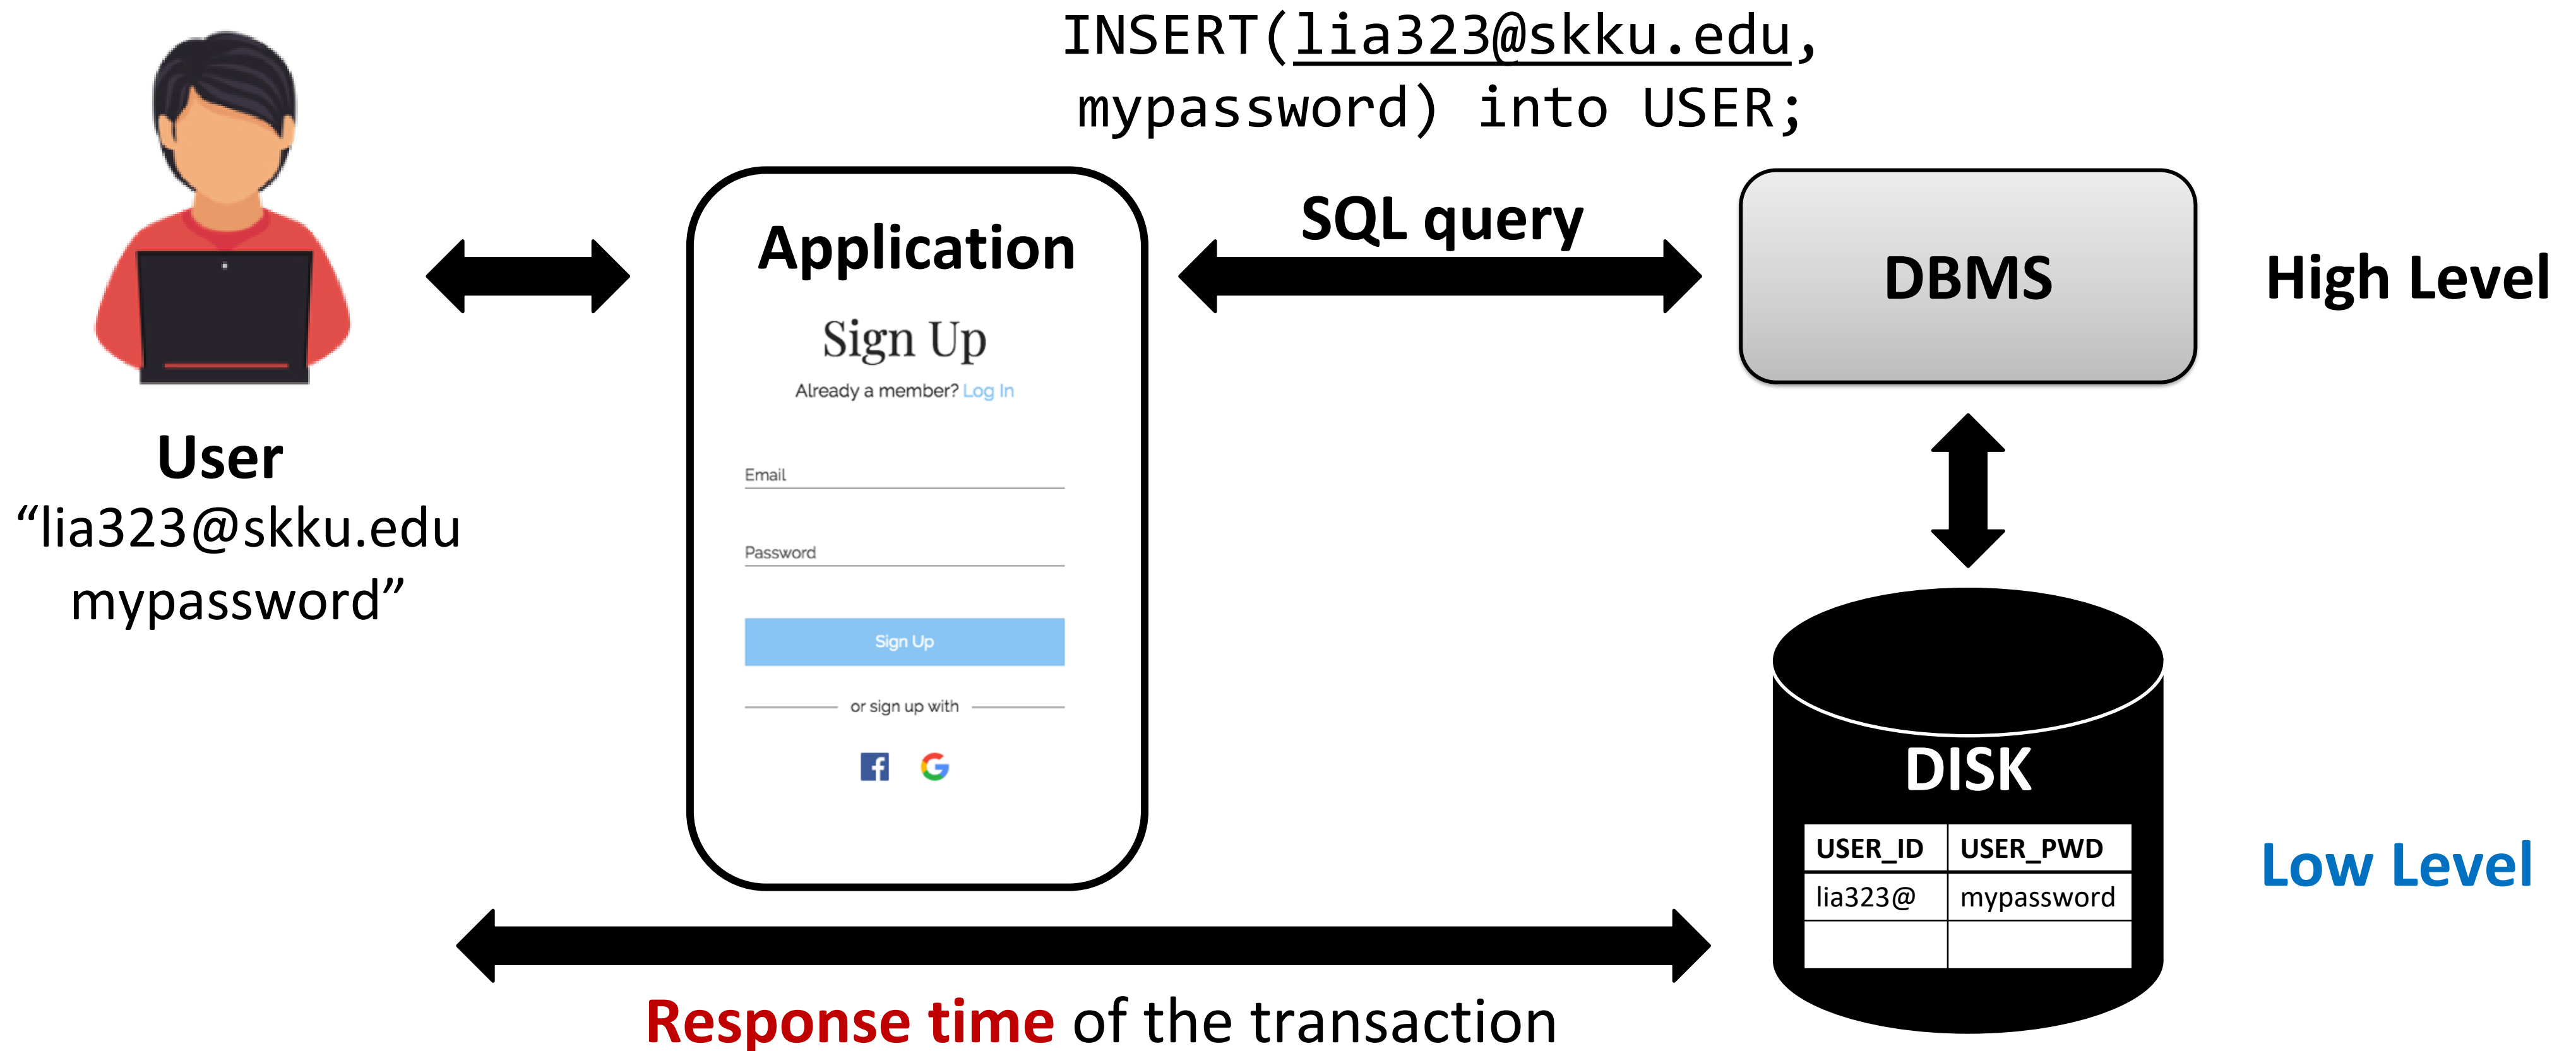 INSERT(lia323@skku.edu,
mypassword) into USER;
User
“lia323@skku.edu
mypassword”
Application
Sign Up
Already a member? Log In
Email
Password
Sign Up
or sign up with
SQL query
DBMS
High Level
DISK
USER_ID USER_PWD
lia323@ mypassword
Low Level
Response time of the transaction